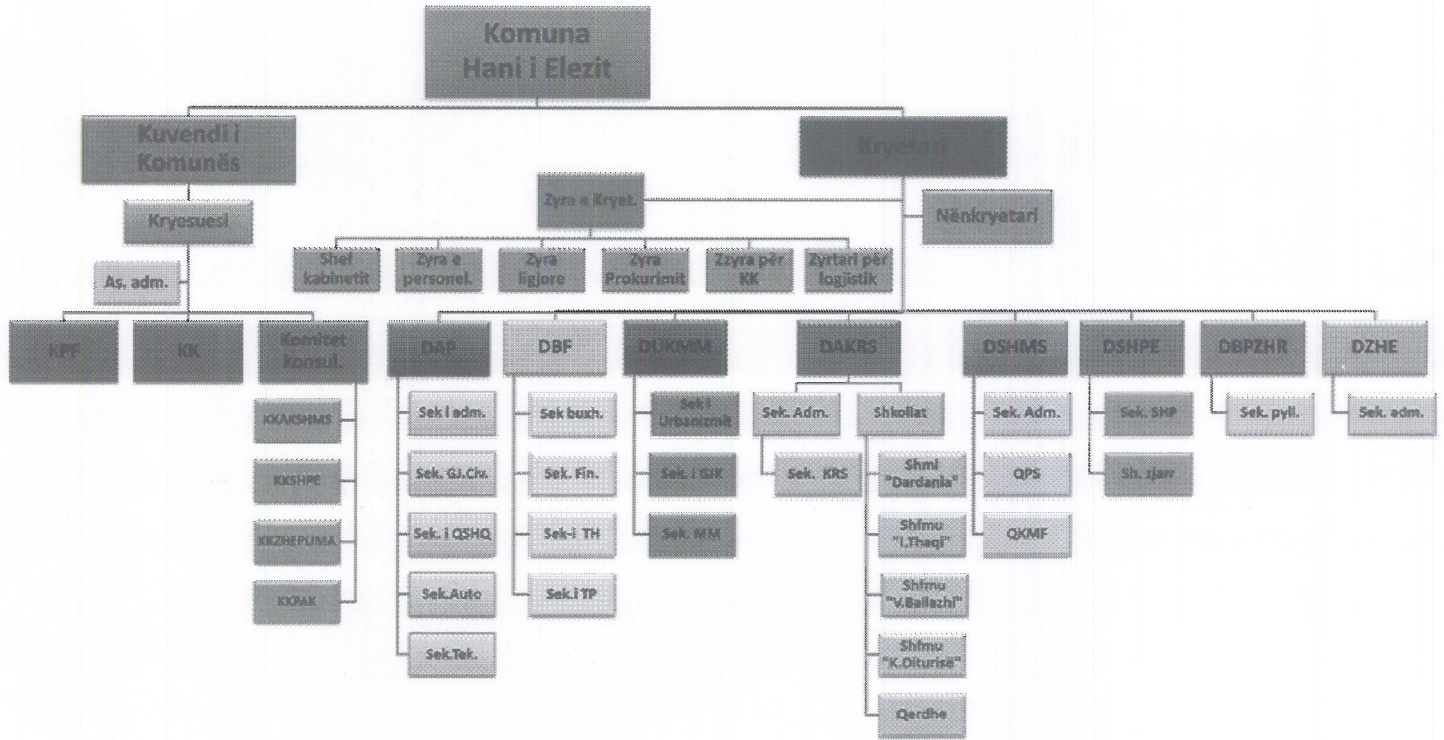 Komuna
Hani i Elezit
Kuvendi i
Komunës
Kryetari
Zyra e Kryet.
Kryesuesi
Nënkryetari
Shef
kabinetit
Zyra e
personel.
Zyra
ligjore
Zyra
Prokurimit
Zzyra për
KK
Zyrtari për
logjistik
As. adm.
KPF
KK
Komitet
konsul.
DAP
DBF
DUKMM
DAKRS
DSHMS
DSHPE
DBPZHR
DZHE
KKAKSHMS
KKSHPE
KKZHEPUMA
KKPAK
Sek i adm.
Sek. GJ.Civ.
Sek. i QSHQ
Sek.Auto
Sek.Tek.
Sek buxh.
Sek. Fin.
Sek-i TH
Sek.i TP
Sek i
Urbanizmit
Sek. i GJK
Sek. MM
Sek. Adm.
Sek. KRS
Shkollat
Shml
"Dardania"
Shfmu
"I.Thaqi"
Shfmu
"V.Ballazhi"
Shfmu
"K.Diturisë"
Qerdhe
Sek. Adm.
QPS
QKMF
Sek. SHP
Sh. zjarr
Sek. pyll.
Sek. adm.